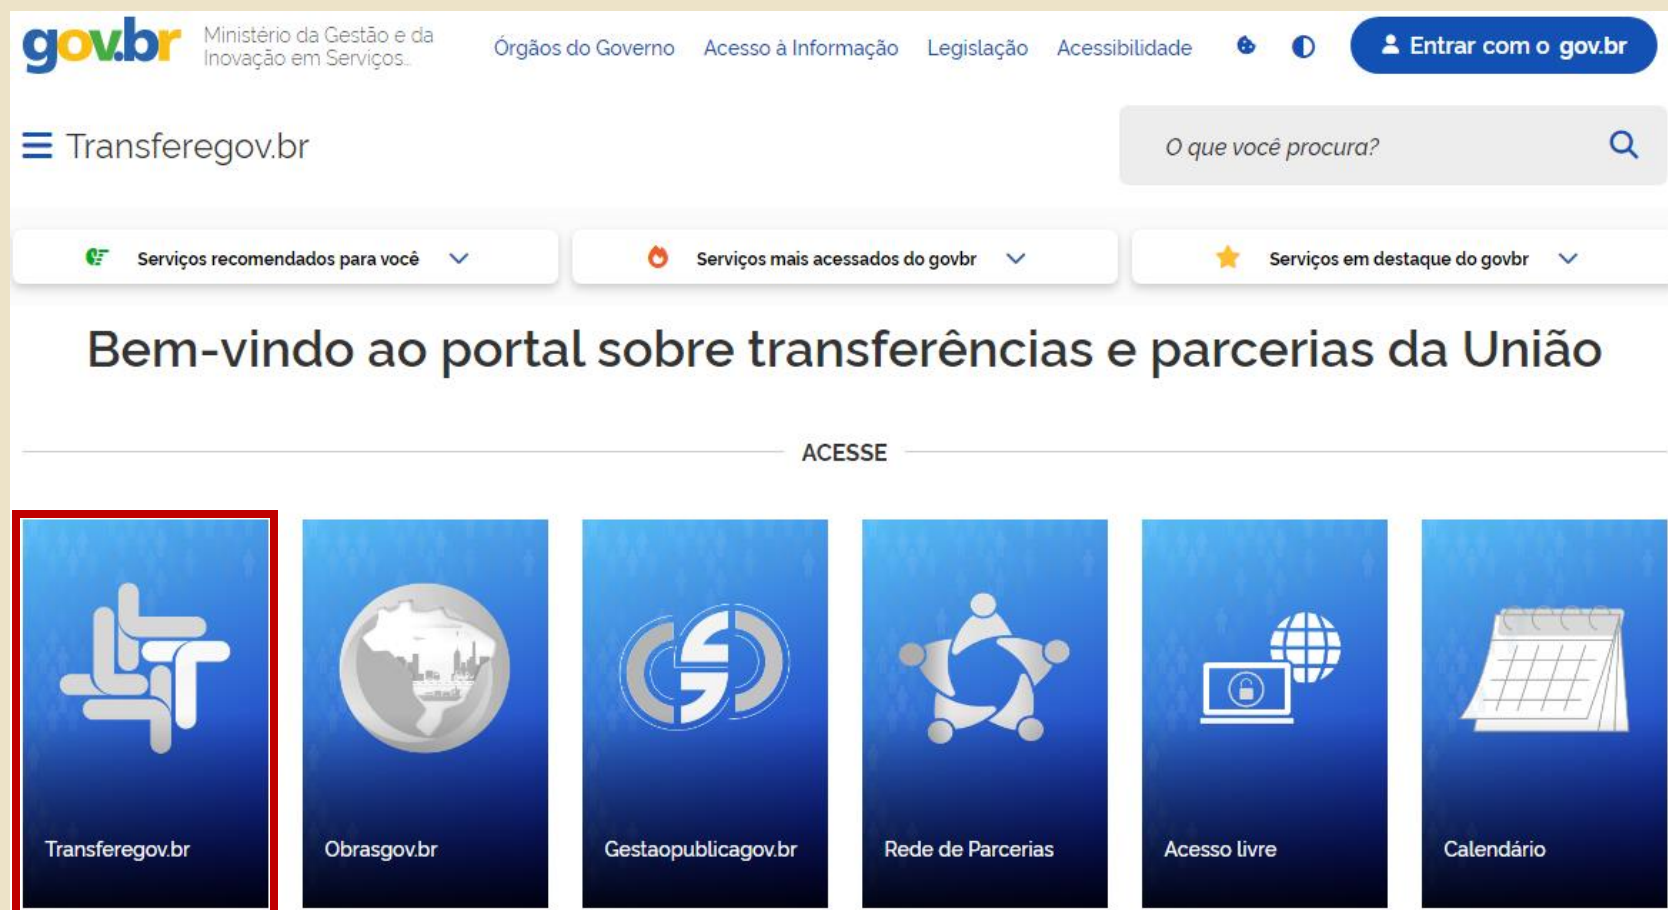 gov.br
Ministério da Gestão e da
Inovação em Serviços...
Órgãos do Governo Acesso à Informação Legislação Acessibilidade
Entrar com o gov.br
Transferegov.br
O que você procura?
Serviços recomendados para você
Serviços mais acessados do govbr
Serviços em destaque do govbr
Bem-vindo ao portal sobre transferências e parcerias da União
ACESSE
Transferegov.br
Obrasgov.br
Gestaopublicagov.br
Rede de Parcerias
Acesso livre
Calendário